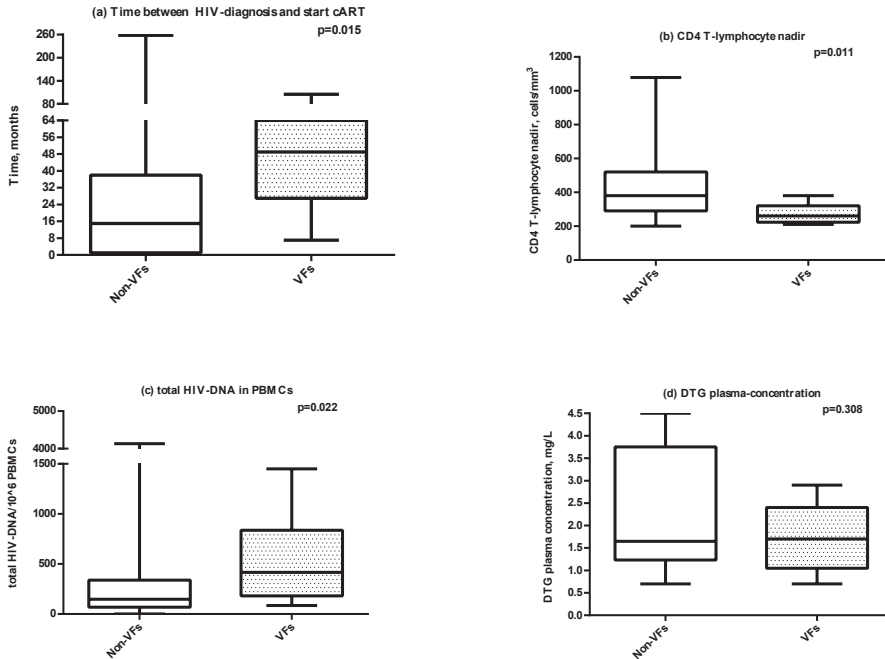 (a) Time between HIV-diagnosis and start cART
p=0.015
Time, months
260
200
140
80
64
56
48
40
32
24
16
8
0
Non-VFs
VFs
(b) CD4 T-lymphocyte nadir
p=0.011
CD4 T-lymphocyte nadir, cells/mm³
1200
1000
800
600
400
200
0
Non-VFs
VFs
(c) total HIV-DNA in PBMCs
p=0.022
total HIV-DNA/10^6 PBMCs
5000
4000
1500
1000
500
0
Non-VFs
VFs
(d) DTG plasma-concentration
p=0.308
DTG plasma concentration, mg/L
4.5
4.0
3.5
3.0
2.5
2.0
1.5
1.0
0.5
0.0
Non-VFs
VFs